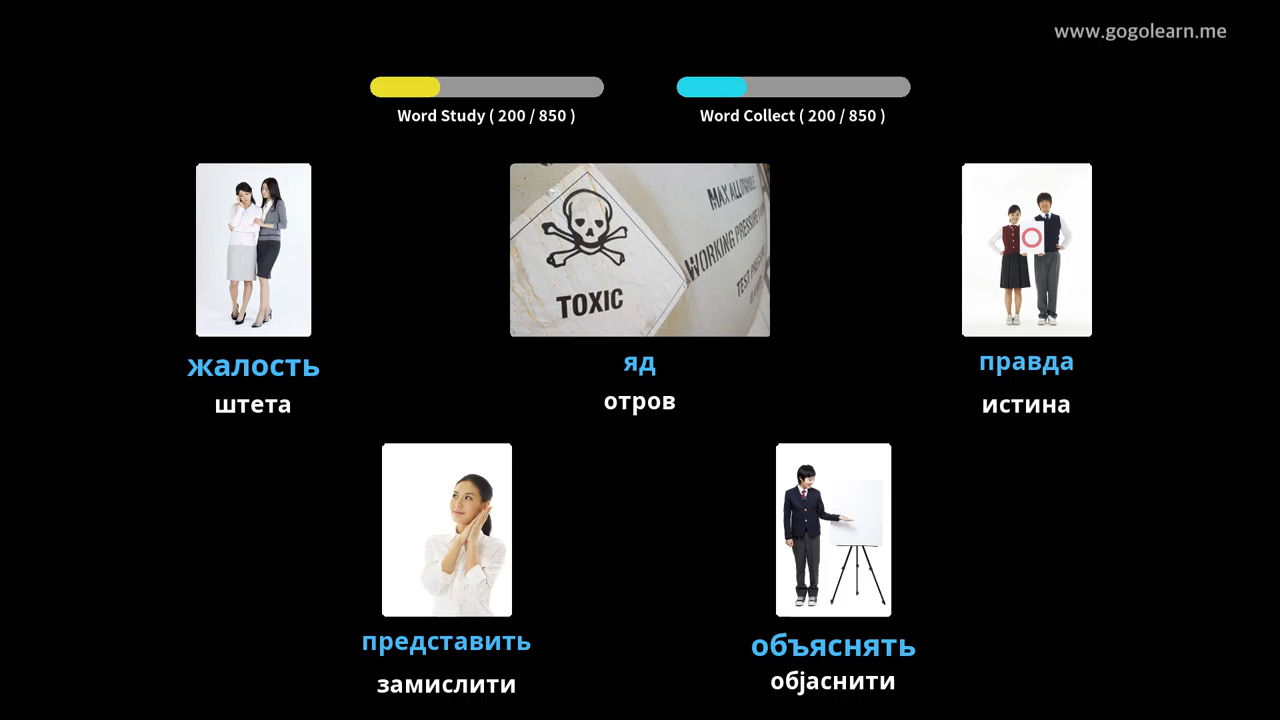 www.gogolearn.me
Word Study ( 200 / 850 )
Word Collect ( 200 / 850 )
TOXIC
MAX ALLOWABLE
WORKING PRESSURE
TEST PRESS
жалость
штета
яд
отров
правда
истина
представить
замислити
объяснять
објаснити